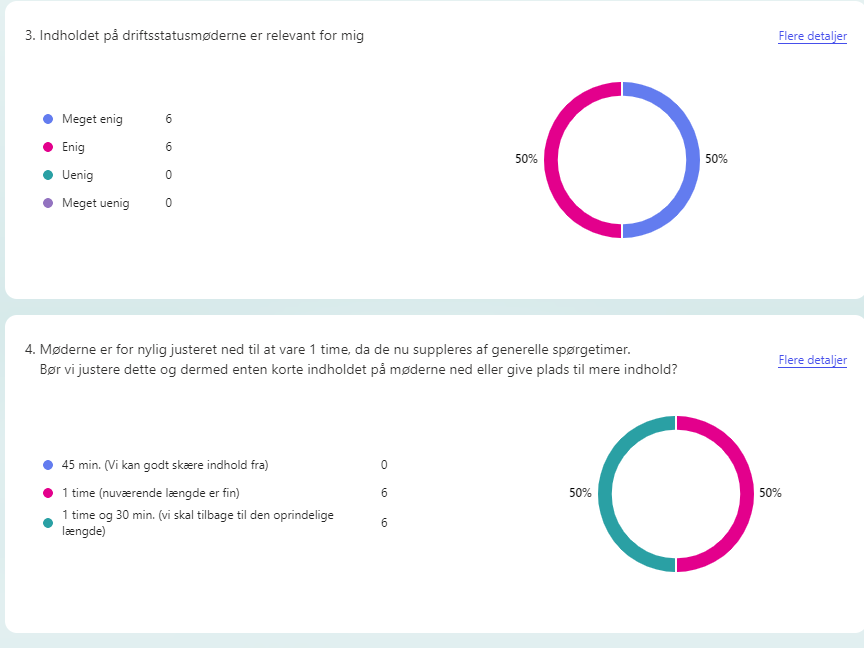 3. Indholdet på driftsstatusmøderne er relevant for mig
Flere detaljer
Meget enig 6
Enig 6
Uenig 0
Meget uenig 0
50%
50%
4. Møderne er for nylig justeret ned til at vare 1 time, da de nu suppleres af generelle spørgetimer.
Bør vi justere dette og dermed enten korte indholdet på møderne ned eller give plads til mere indhold?
Flere detaljer
45 min. (Vi kan godt skære indhold fra) 0
1 time (nuværende længde er fin) 6
1 time og 30 min. (vi skal tilbage til den oprindelige
længde) 6
50%
50%